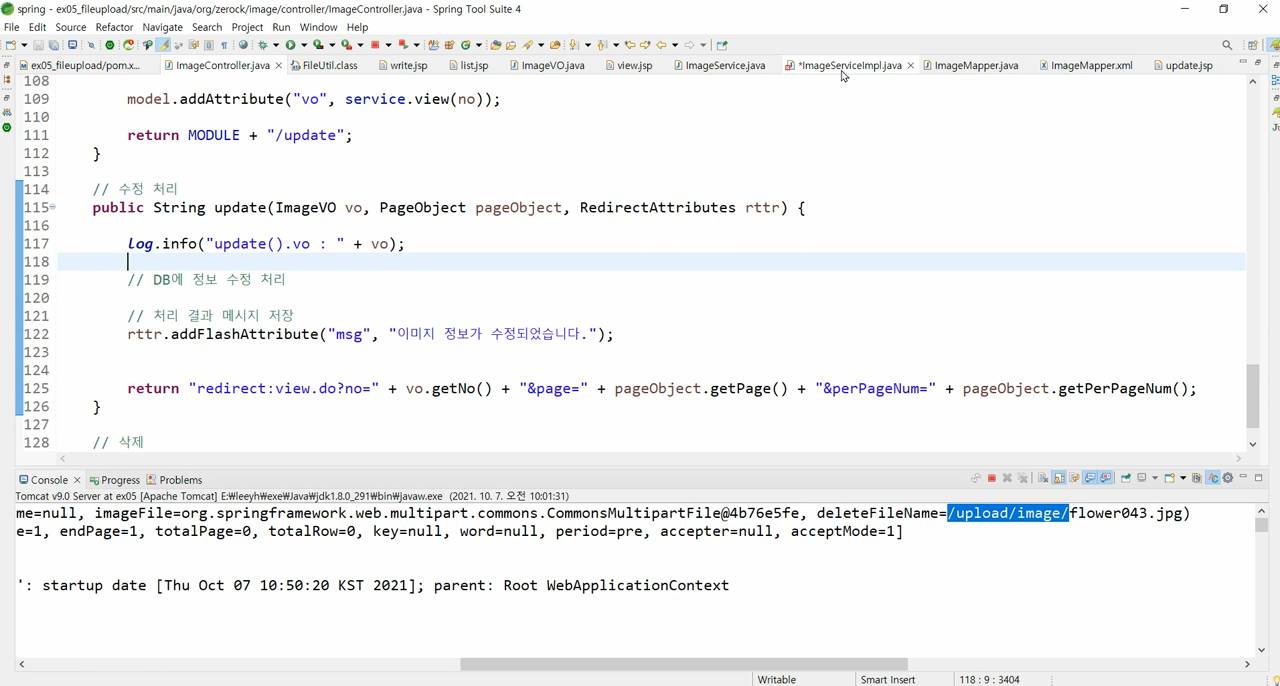 spring - ex05_fileupload/src/main/java/org/zerock/image/controller/ImageController.java - Spring Tool Suite 4
File Edit Source Refactor Navigate Search Project Run Window Help
ex05_fileupload/pom.x... ImageController.java FileUtil.class write.jsp list.jsp ImageVO.java view.jsp ImageService.java *ImageServiceImpl.java ImageMapper.java ImageMapper.xml update.jsp
108
109 model.addAttribute("vo", service.view(no));
110
111 return MODULE + "/update";
112 }
113
114 // 수정 처리
115 public String update(ImageVO vo, PageObject pageObject, RedirectAttributes rttr) {
116
117 log.info("update().vo : " + vo);
118
119 // DB에 정보 수정 처리
120
121 // 처리 결과 메시지 저장
122 rttr.addFlashAttribute("msg", "이미지 정보가 수정되었습니다.");
123
124
125 return "redirect:view.do?no=" + vo.getNo() + "&page=" + pageObject.getPage() + "&perPageNum=" + pageObject.getPerPageNum();
126 }
127
128 // 삭제
Console Progress Problems
Tomcat v9.0 Server at ex05 [Apache Tomcat] E:₩leeyh₩exe₩Java₩jdk1.8.0_291₩bin₩javaw.exe (2021. 10. 7. 오전 10:01:31)
me=null, imageFile=org.springframework.web.multipart.commons.CommonsMultipartFile@4b76e5fe, deleteFileName=/upload/image/flower043.jpg)
e=1, endPage=1, totalPage=0, totalRow=0, key=null, word=null, period=pre, accepter=null, acceptMode=1]
': startup date [Thu Oct 07 10:50:20 KST 2021]; parent: Root WebApplicationContext
Writable Smart Insert 118 : 9 : 3404